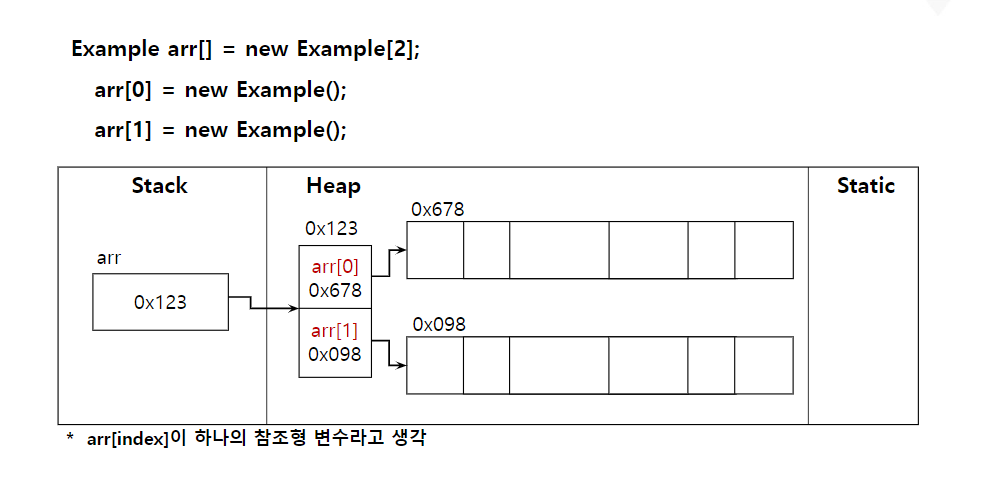 Example arr[] = new Example[2];
arr[0] = new Example();
arr[1] = new Example();
Stack
Heap
Static
0x678
0x123
arr
arr[0]
0x678
0x123
0x098
arr[1]
0x098
* arr[index]이 하나의 참조형 변수라고 생각